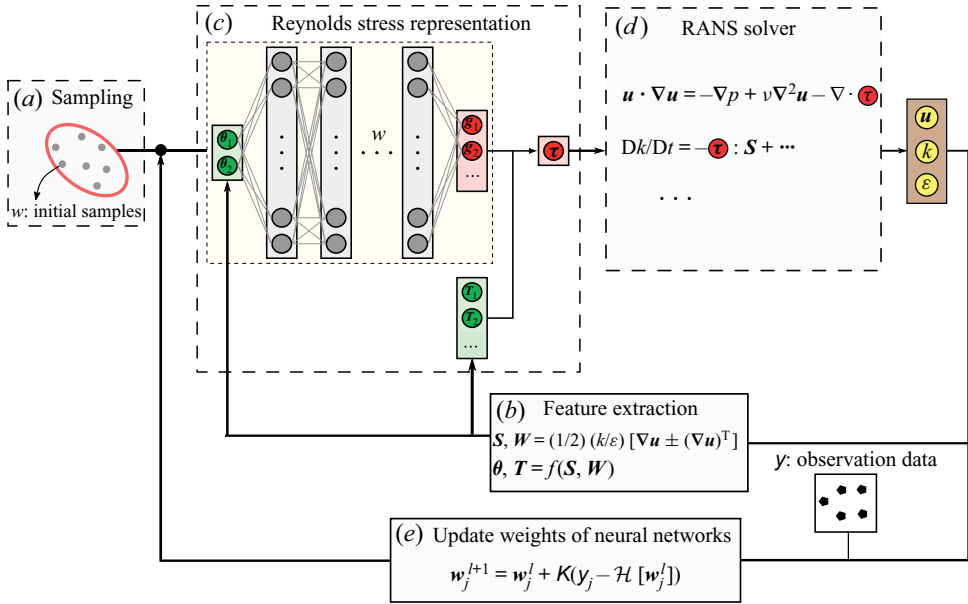 (a) Sampling
w: initial samples
(c) Reynolds stress representation
θ₁
θ₂
w
. . .
g₁
g₂
...
T₁
T₂
...
τ
(d) RANS solver
u · ∇u = −∇p + ν∇²u − ∇ · τ
Dk/Dt = −τ : S + ···
. . .
u
k
ε
(b) Feature extraction
S, W = (1/2) (k/ε) [∇u ± (∇u)ᵀ]
θ, T = f(S, W)
y: observation data
(e) Update weights of neural networks
wⱼˡ⁺¹ = wⱼˡ + K(yⱼ − ℋ [wⱼˡ])